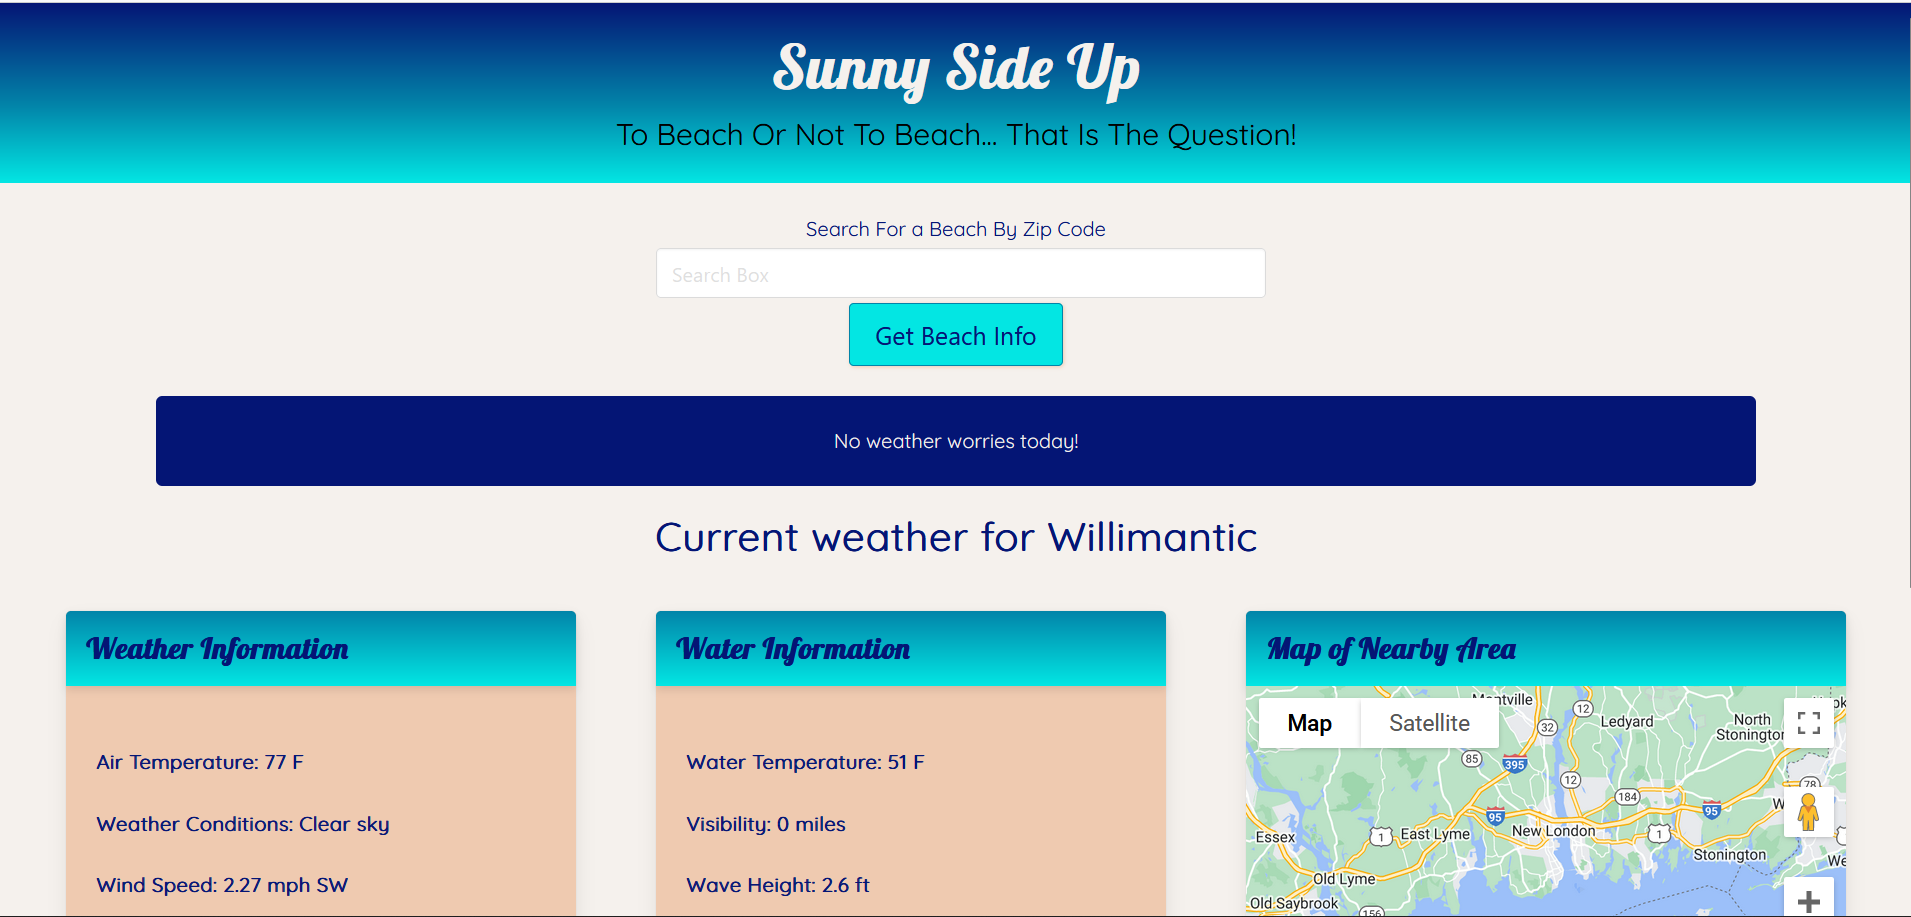 Sunny Side Up
To Beach Or Not To Beach... That Is The Question!
Search For a Beach By Zip Code
Search Box
Get Beach Info
No weather worries today!
Current weather for Willimantic
Weather Information
Air Temperature: 77 F
Weather Conditions: Clear sky
Wind Speed: 2.27 mph SW
Water Information
Water Temperature: 51 F
Visibility: 0 miles
Wave Height: 2.6 ft
Map of Nearby Area
Map
Satellite
12
Ledyard
North
Stonington
32
85
395
12
78
184
95
95
1
East Lyme
New London
1
Essex
Stonington
Old Lyme
Old Saybrook
156